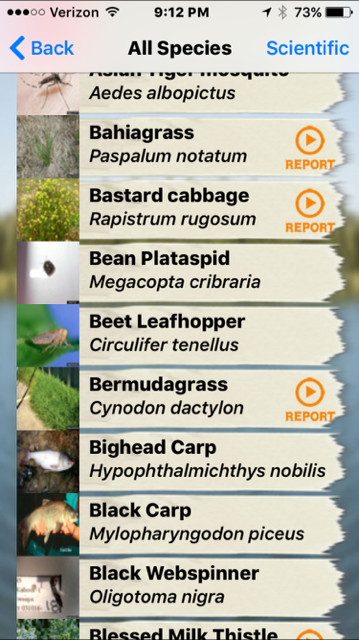 Verizon 9:12 PM 73%
Back All Species Scientific
Asian Tiger mosquito
Aedes albopictus
Bahiagrass
Paspalum notatum
REPORT
Bastard cabbage
Rapistrum rugosum
REPORT
Bean Plataspid
Megacopta cribraria
Beet Leafhopper
Circulifer tenellus
Bermudagrass
Cynodon dactylon
REPORT
Bighead Carp
Hypophthalmichthys nobilis
Black Carp
Mylopharyngodon piceus
Black Webspinner
Oligotoma nigra
Blessed Milk Thistle